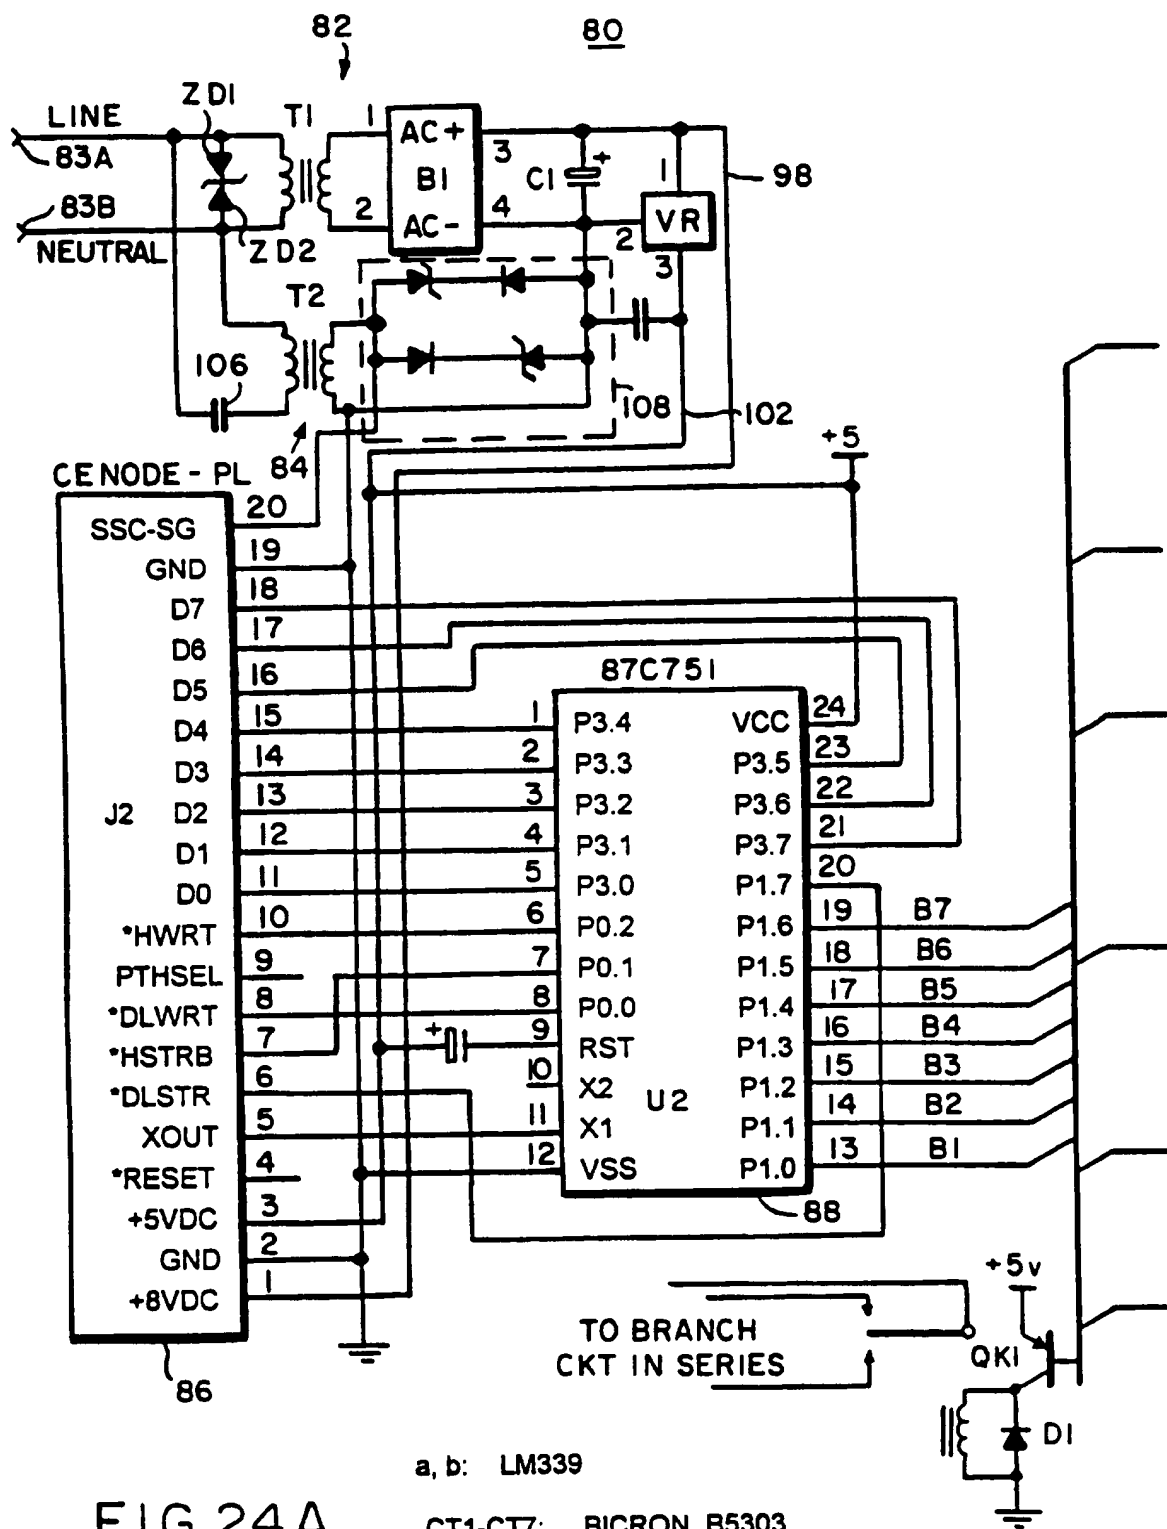 82
80
ZD1
T1
LINE
83A
83B
NEUTRAL
ZD2
1
2
AC+
B1
AC-
3
4
C1
+
1
VR
2
3
98
T2
106
84
108
102
+5
CENODE - PL
SSC-SG 20
GND 19
D7 18
D6 17
D5 16
D4 15
D3 14
J2 D2 13
D1 12
D0 11
*HWRT 10
PTHSEL 9
*DLWRT 8
*HSTRB 7
*DLSTR 6
XOUT 5
*RESET 4
+5VDC 3
GND 2
+8VDC 1
86
+
87C751
1 P3.4 VCC 24
2 P3.3 P3.5 23
3 P3.2 P3.6 22
4 P3.1 P3.7 21
5 P3.0 P1.7 20
6 P0.2 P1.6 19 B7
7 P0.1 P1.5 18 B6
8 P0.0 P1.4 17 B5
9 RST P1.3 16 B4
10 X2 P1.2 15 B3
11 X1 P1.1 14 B2
12 VSS P1.0 13 B1
U2
88
+5v
TO BRANCH
CKT IN SERIES
QK1
D1
a, b: LM339
FIG. 24A
CT1-CT7: BICRON B5303